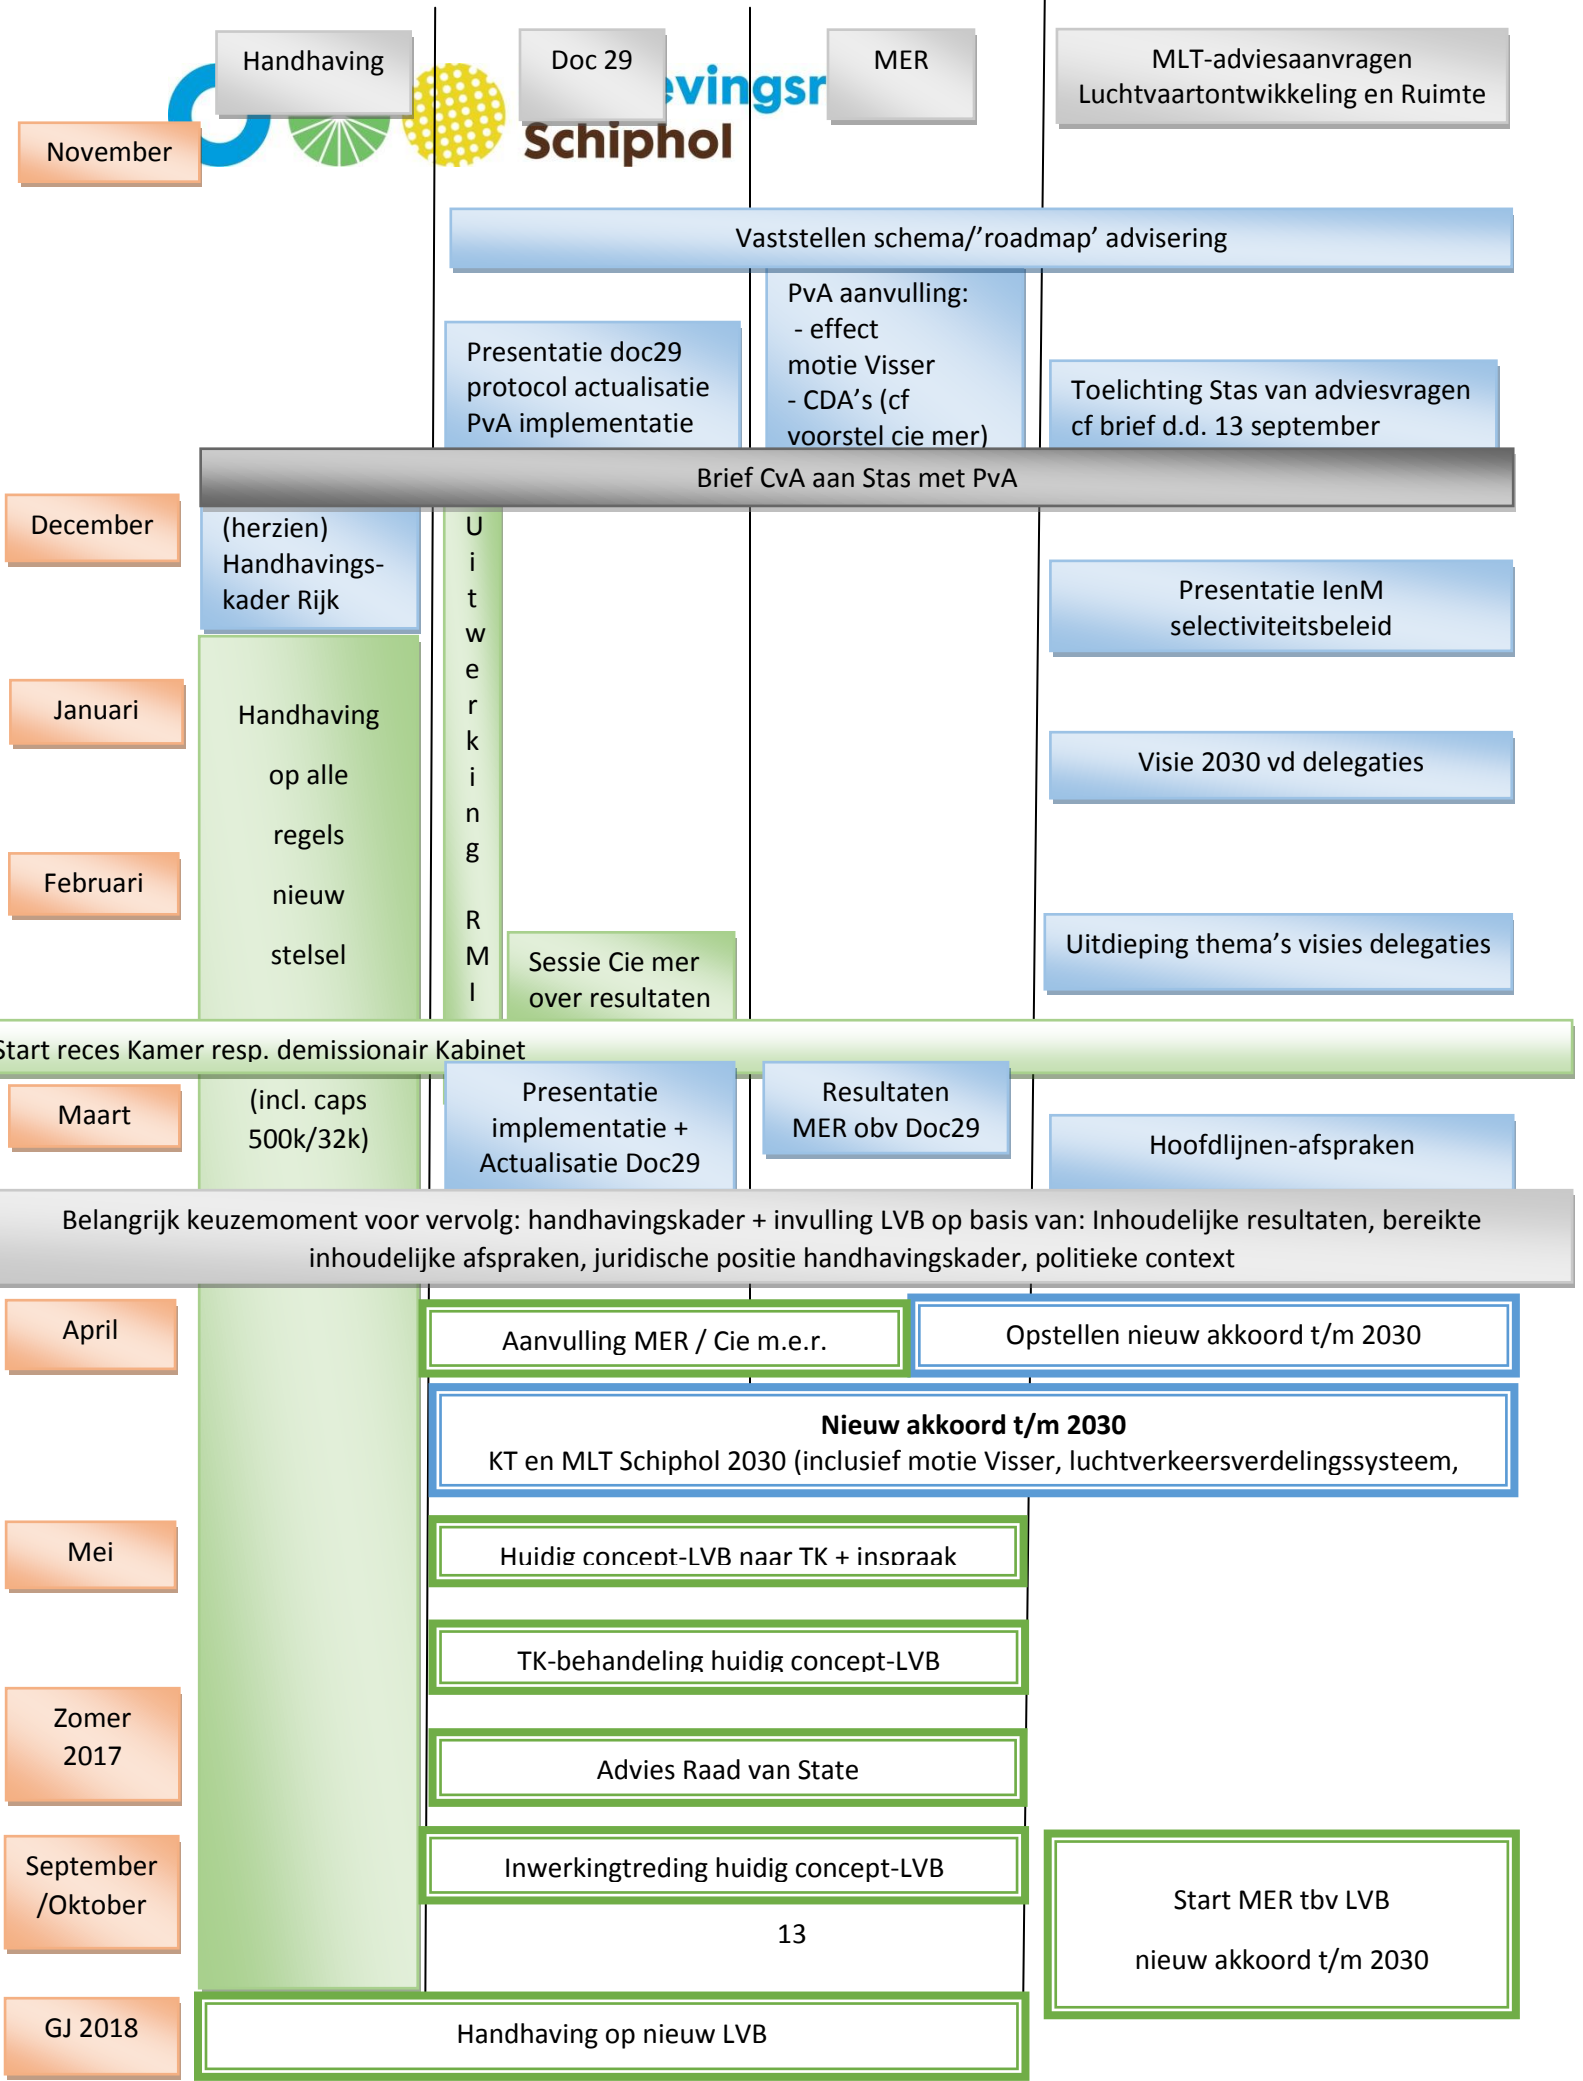 Handhaving
Doc 29
MER
MLT-adviesaanvragen
Luchtvaartontwikkeling en Ruimte
evingsr
Schiphol
November
Vaststellen schema/’roadmap’ advisering
PvA aanvulling:
- effect
motie Visser
- CDA’s (cf
voorstel cie mer)
Presentatie doc29
protocol actualisatie
PvA implementatie
Toelichting Stas van adviesvragen
cf brief d.d. 13 september
Brief CvA aan Stas met PvA
December
(herzien)
Handhavings-
kader Rijk
U
i
t
w
e
r
k
i
n
g
R
M
I
Presentatie IenM
selectiviteitsbeleid
Januari
Handhaving
op alle
regels
nieuw
stelsel
Visie 2030 vd delegaties
Februari
Sessie Cie mer
over resultaten
Uitdieping thema’s visies delegaties
Start reces Kamer resp. demissionair Kabinet
Maart
(incl. caps
500k/32k)
Presentatie
implementatie +
Actualisatie Doc29
Resultaten
MER obv Doc29
Hoofdlijnen-afspraken
Belangrijk keuzemoment voor vervolg: handhavingskader + invulling LVB op basis van: Inhoudelijke resultaten, bereikte
inhoudelijke afspraken, juridische positie handhavingskader, politieke context
April
Aanvulling MER / Cie m.e.r.
Opstellen nieuw akkoord t/m 2030
Nieuw akkoord t/m 2030
KT en MLT Schiphol 2030 (inclusief motie Visser, luchtverkeersverdelingssysteem,
Mei
Huidig concept-LVB naar TK + inspraak
TK-behandeling huidig concept-LVB
Zomer
2017
Advies Raad van State
September
/Oktober
Inwerkingtreding huidig concept-LVB
Start MER tbv LVB
nieuw akkoord t/m 2030
13
GJ 2018
Handhaving op nieuw LVB